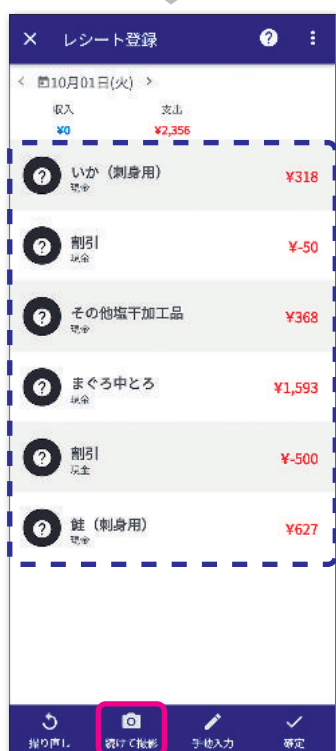 × レシート登録 ?
< 10月01日(火) >
収入 支出
¥0 ¥2,356
? いか（刺身用） ¥318
現金
? 割引 ¥-50
現金
? その他塩干加工品 ¥368
現金
? まぐろ中とろ ¥1,593
現金
? 割引 ¥-500
現金
? 鮭（刺身用） ¥627
現金
撮り直し 続けて撮影 手動入力 確定